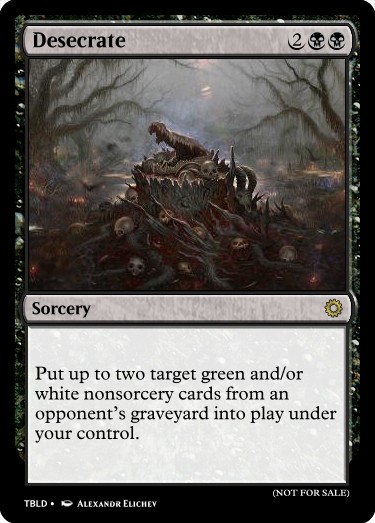 Desecrate 2
Sorcery
Put up to two target green and/or
white nonsorcery cards from an
opponent's graveyard into play under
your control.
(NOT FOR SALE)
TBLD • Alexandr Elichev